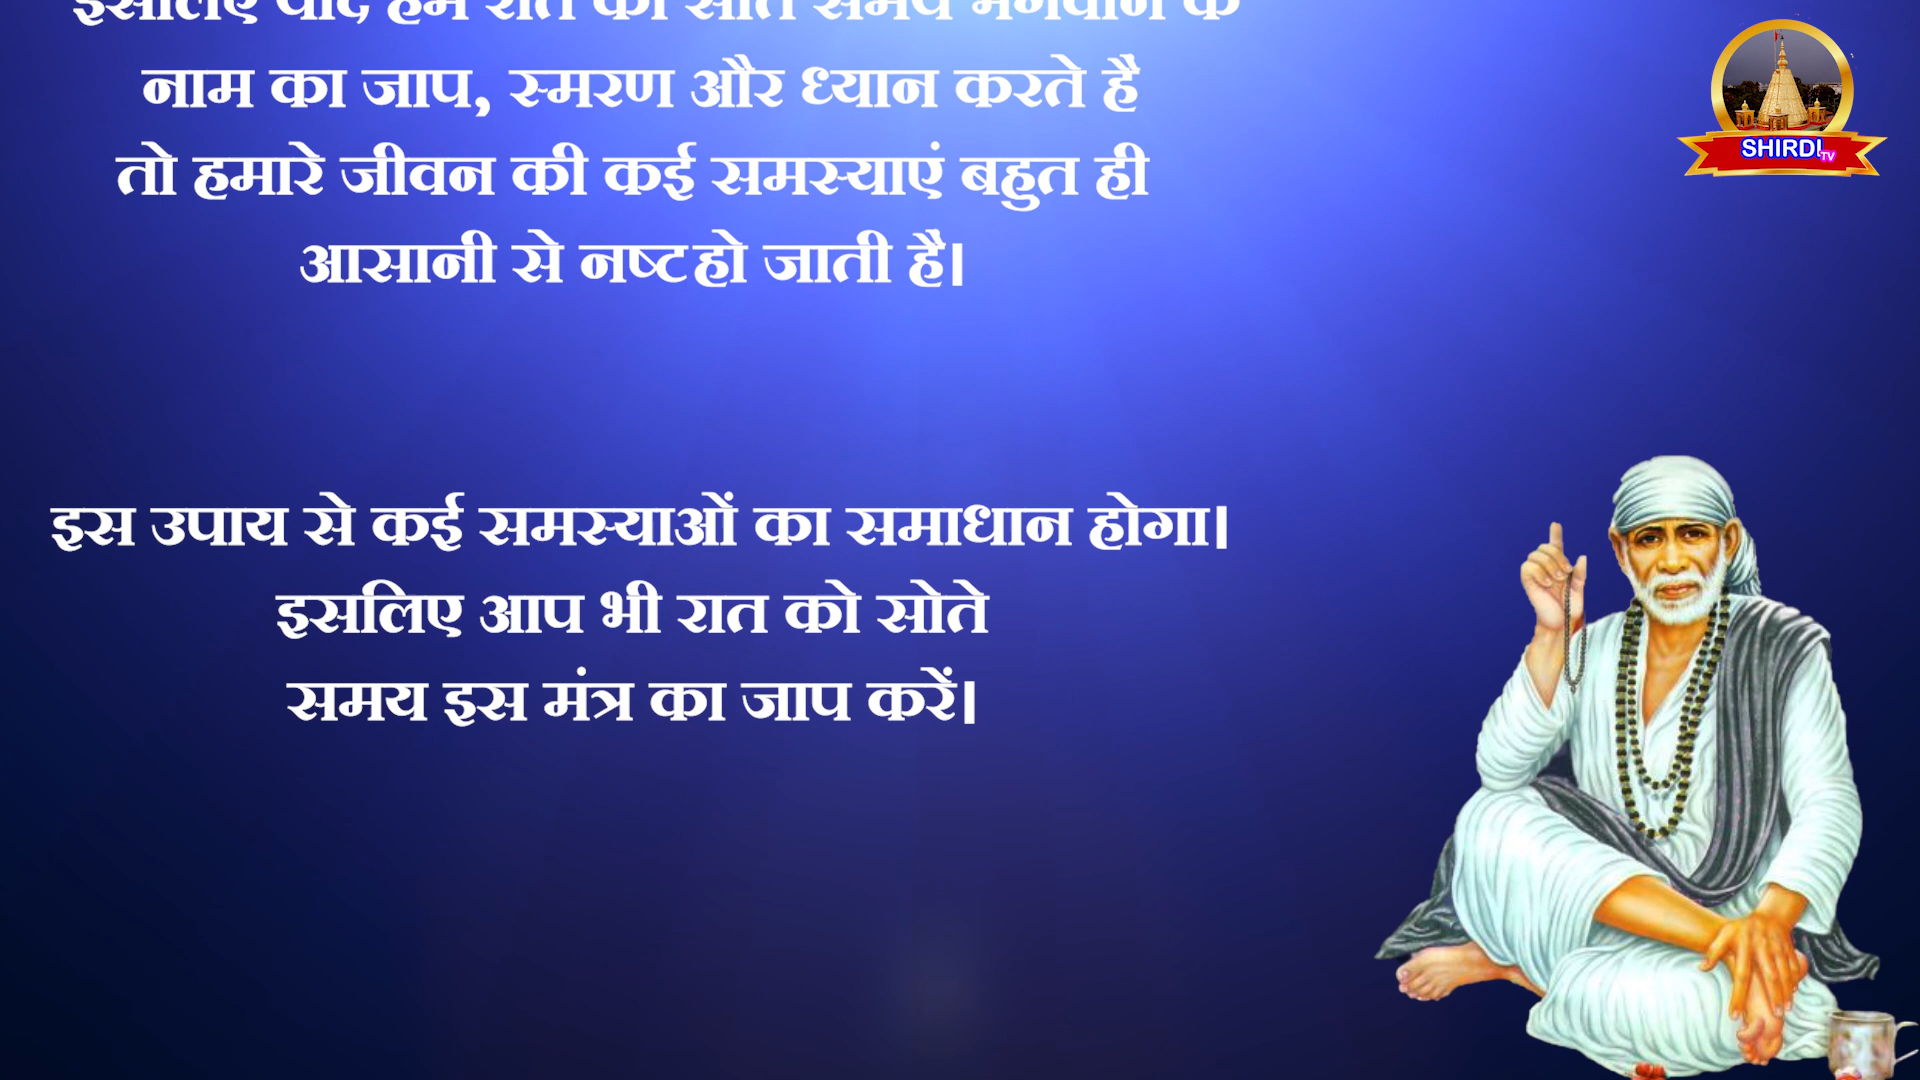 इसलिए यदि हम रात को सोते समय भगवान के
नाम का जाप, स्मरण और ध्यान करते है
तो हमारे जीवन की कई समस्याएं बहुत ही
आसानी से नष्ट हो जाती है।
इस उपाय से कई समस्याओं का समाधान होगा।
इसलिए आप भी रात को सोते
समय इस मंत्र का जाप करें।
SHIRDI TV